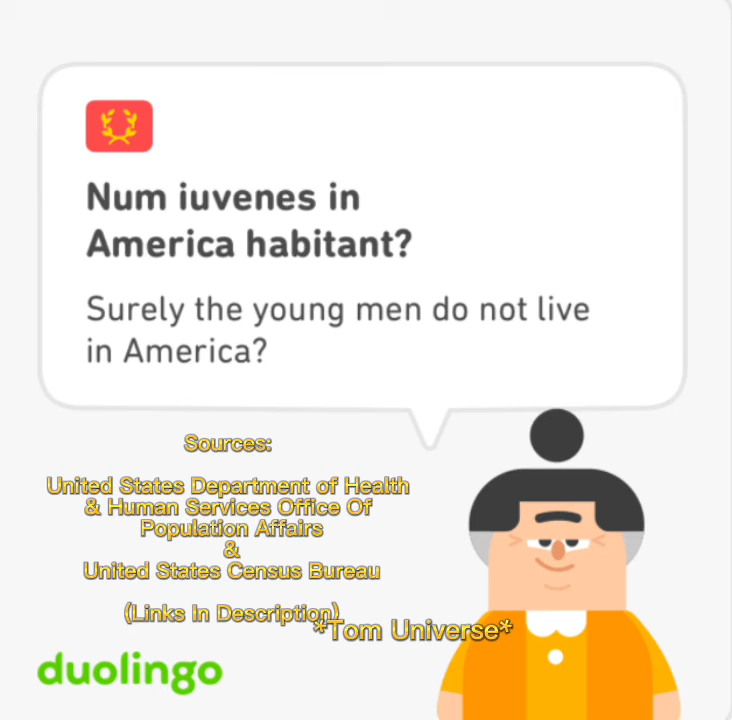 Num iuvenes in
America habitant?
Surely the young men do not live
in America?
Sources:
United States Department of Health
& Human Services Office Of
Population Affairs
&
United States Census Bureau
(Links In Description)
*Tom Universe*
duolingo